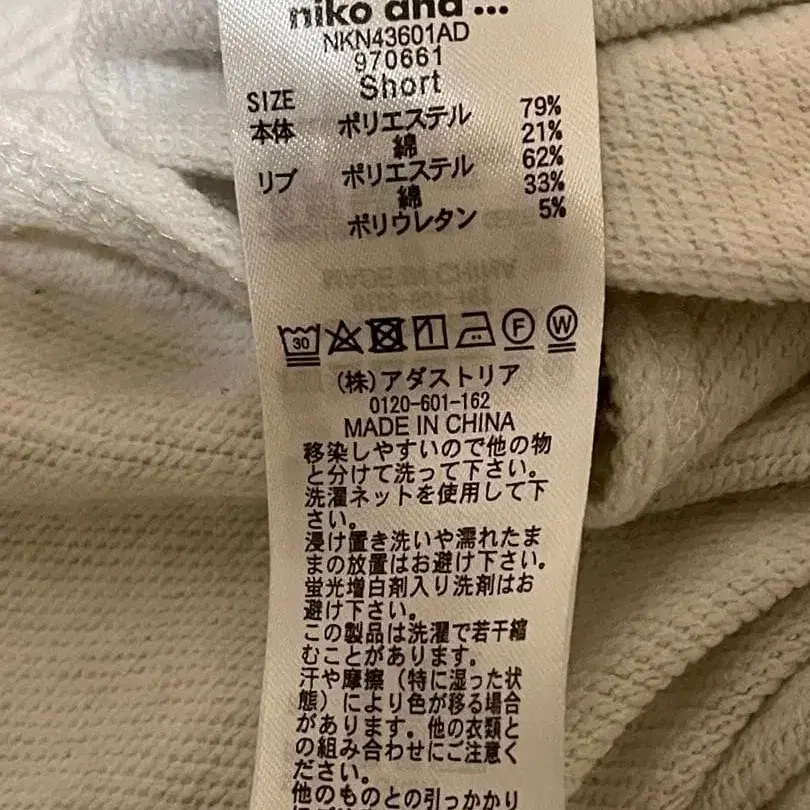 niko and ...
NKN43601AD
970661
Short
SIZE
本体 ポリエステル 79%
綿 21%
リブ ポリエステル 62%
綿 33%
ポリウレタン 5%
MADE IN CHINA
30 F W
(株)アダストリア
0120-601-162
MADE IN CHINA
移染しやすいので他の物
と分けて洗って下さい。
洗濯ネットを使用して下
さい。
浸け置き洗いや濡れたま
まの放置はお避け下さい。
蛍光増白剤入り洗剤はお
避け下さい。
この製品は洗濯で若干縮
むことがあります。
汗や摩擦（特に湿った状
態）により色が移る場合
があります。他の衣類と
の組み合わせにご注意く
ださい。
他のものとの引っかかり